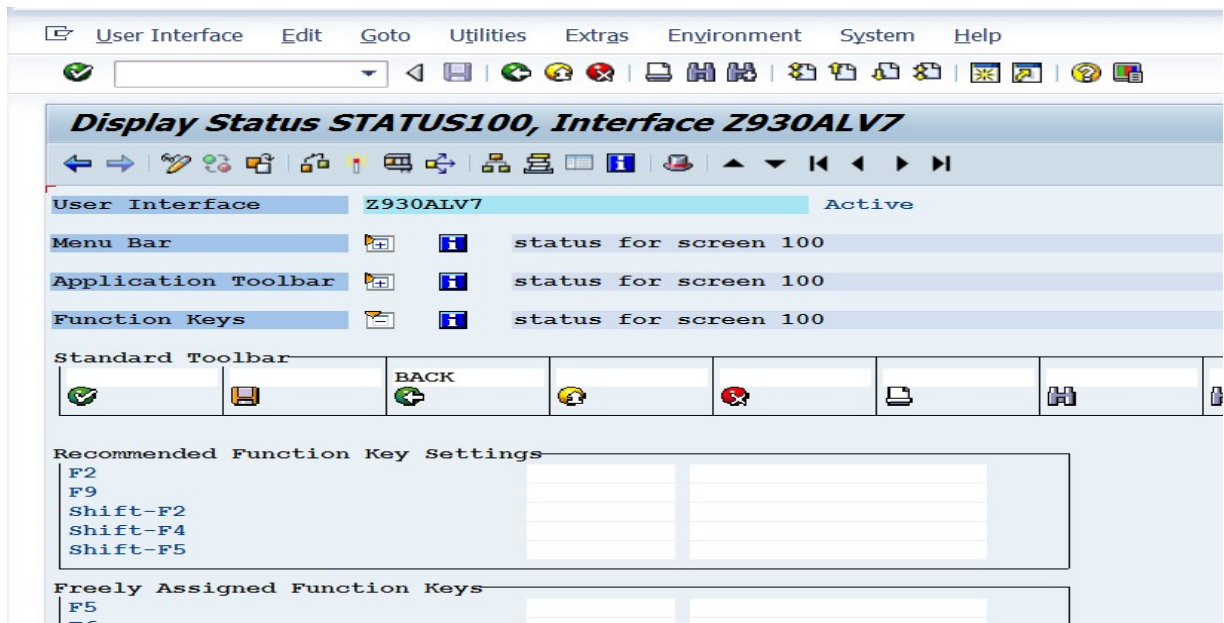 User Interface Edit Goto Utilities Extras Environment System Help
Display Status STATUS100, Interface Z930ALV7
User Interface Z930ALV7 Active
Menu Bar status for screen 100
Application Toolbar status for screen 100
Function Keys status for screen 100
Standard Toolbar
BACK
Recommended Function Key Settings
F2
F9
Shift-F2
Shift-F4
Shift-F5
Freely Assigned Function Keys
F5